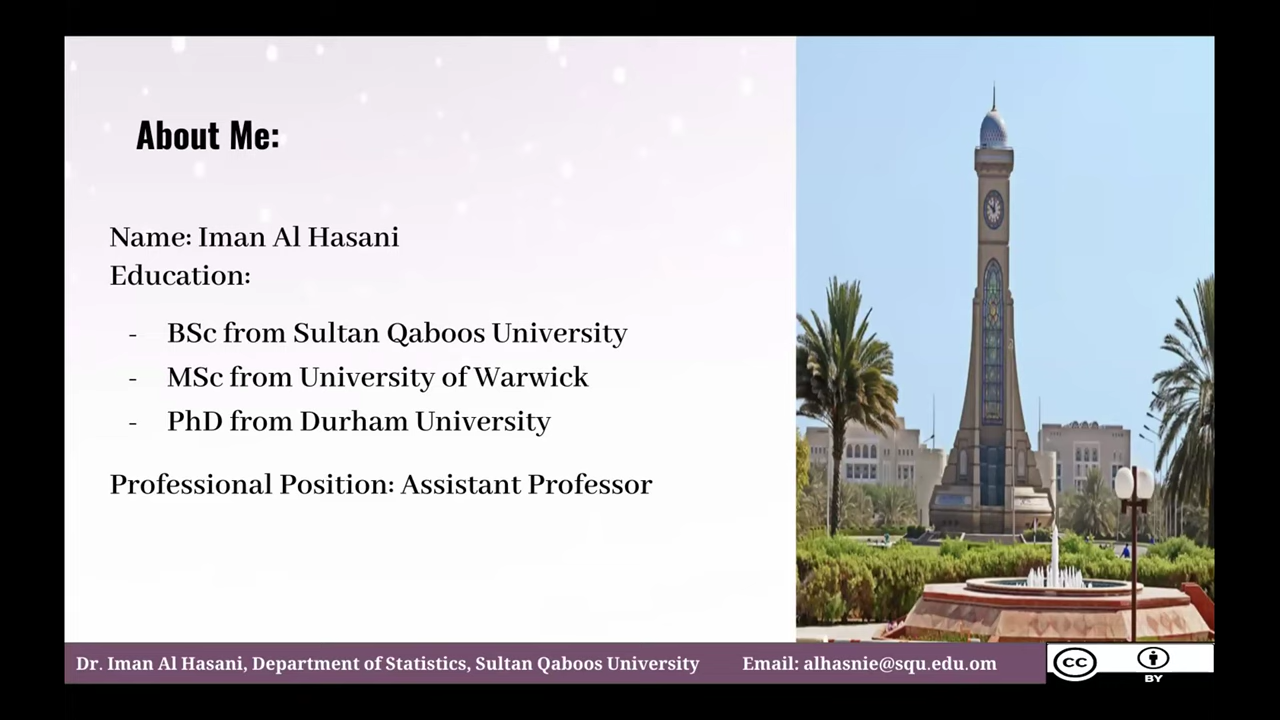 About Me:
Name: Iman Al Hasani
Education:
- BSc from Sultan Qaboos University
- MSc from University of Warwick
- PhD from Durham University
Professional Position: Assistant Professor
Dr. Iman Al Hasani, Department of Statistics, Sultan Qaboos University Email: alhasnie@squ.edu.om
cc
BY